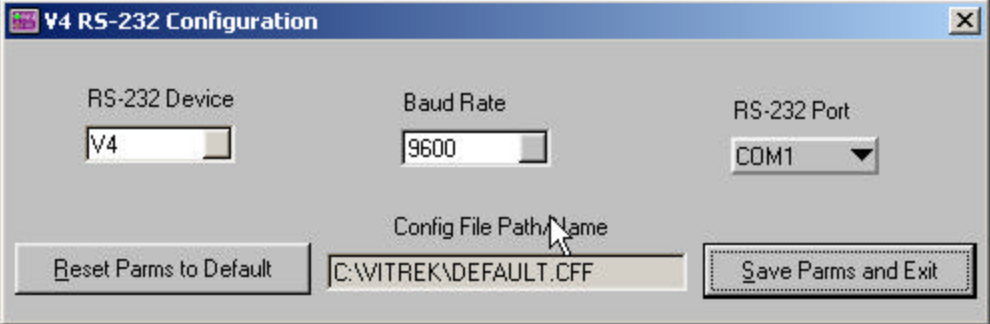 V4 RS-232 Configuration
RS-232 Device
V4
Baud Rate
9600
RS-232 Port
COM1
Config File Path/Name
C:\VITREK\DEFAULT.CFF
Reset Parms to Default
Save Parms and Exit